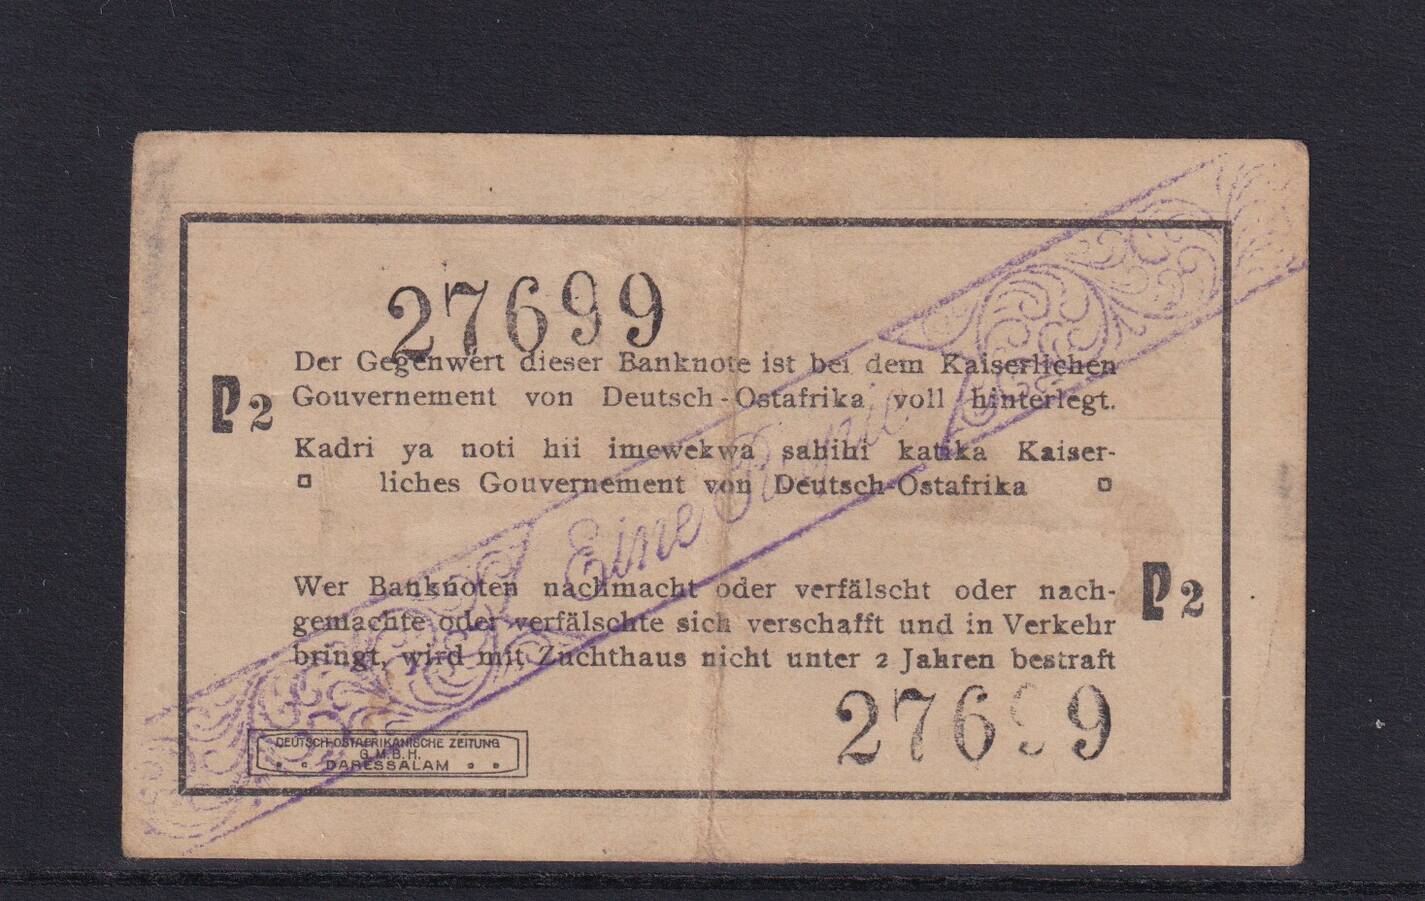 27699
Der Gegenwert dieser Banknote ist bei dem Kaiserlichen
Gouvernement von Deutsch-Ostafrika voll hinterlegt.
P2
Kadri ya noti hii imewekwa sahihi katika Kaiser-
liches Gouvernement von Deutsch-Ostafrika
Eine Rupie
Wer Banknoten nachmacht oder verfälscht oder nach-
gemachte oder verfälschte sich verschafft und in Verkehr
bringt, wird mit Zuchthaus nicht unter 2 Jahren bestraft
P2
27699
DEUTSCH-OSTAFRIKANISCHE ZEITUNG
G.M.B.H.
DARESSALAM